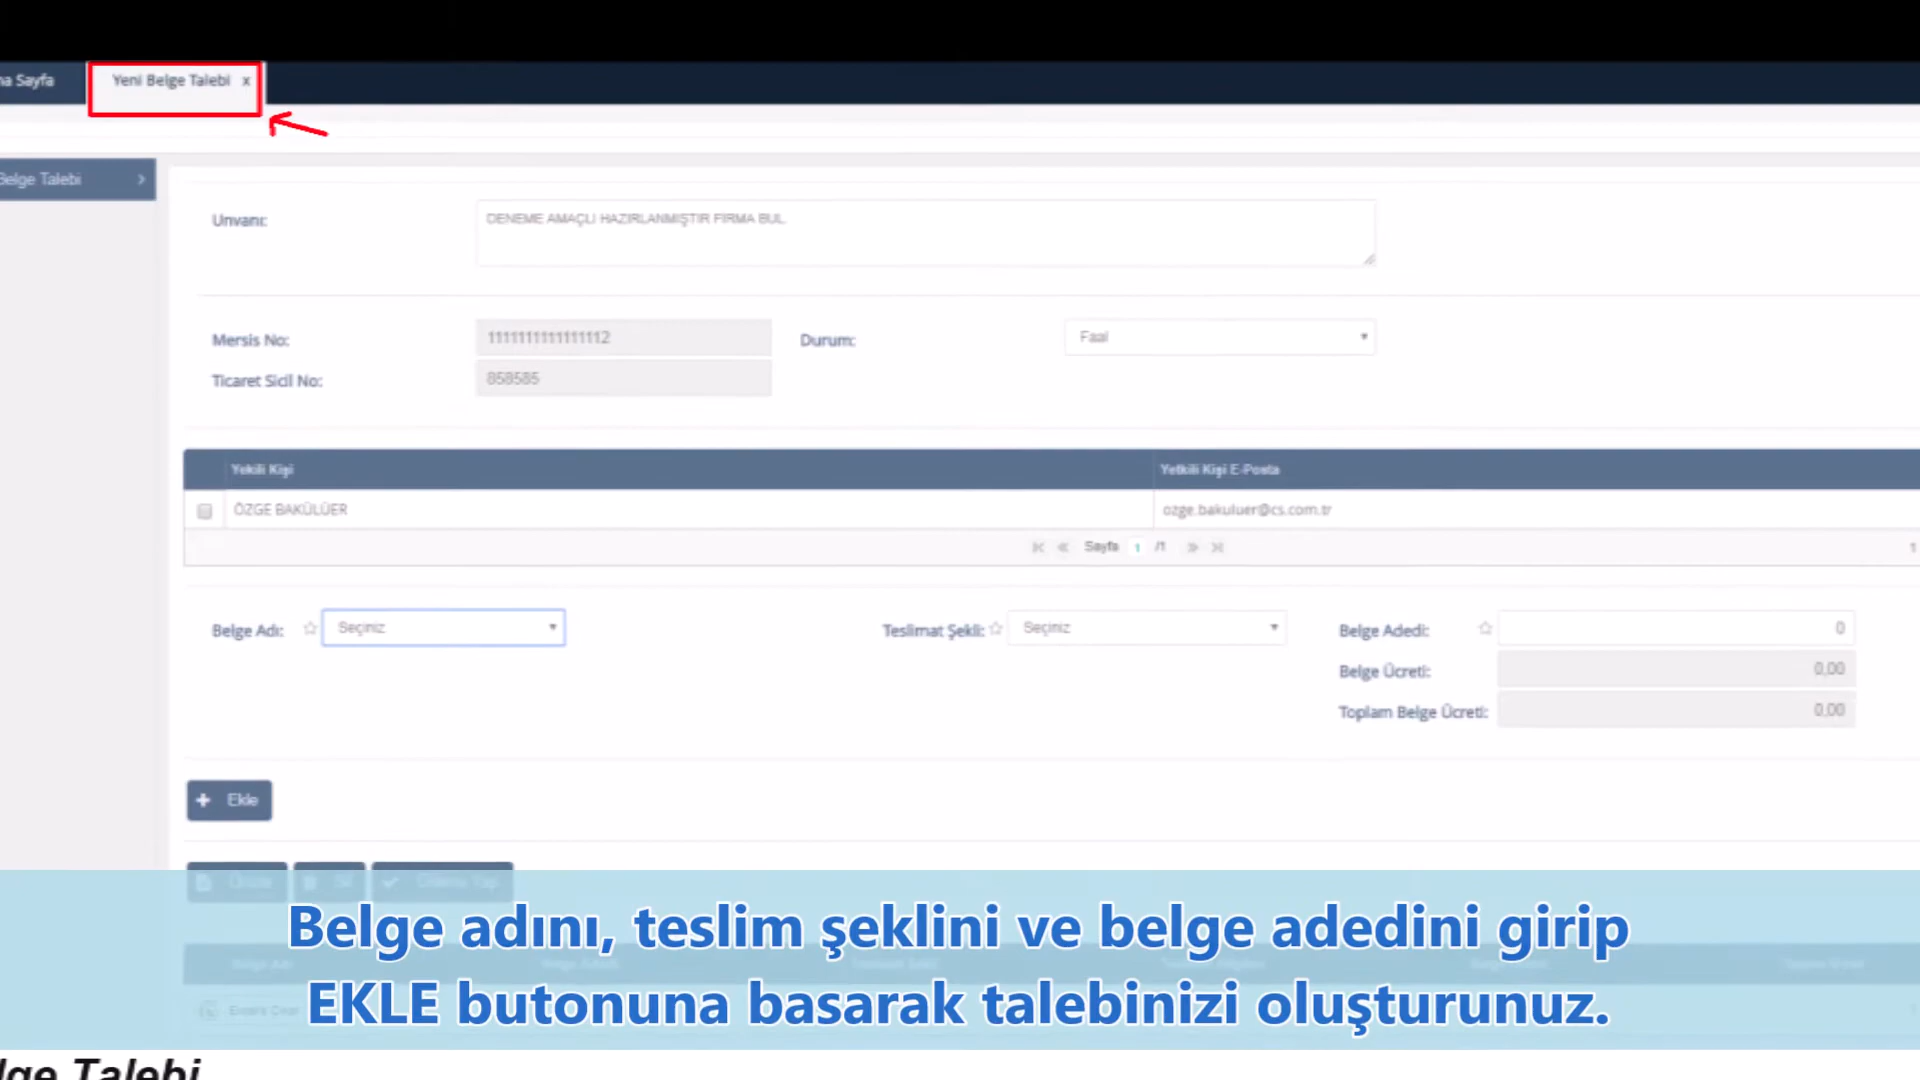 na Sayfa
Yeni Belge Talebi x
Belge Talebi
Unvanı:
DENEME AMAÇLI HAZIRLANMIŞTIR FIRMA BUL.
Mersis No:
1111111111111112
Durum:
Faal
Ticaret Sicil No:
858585
Yekili Kişi
Yetkili Kişi E-Posta
ÖZGE BAKÜLÜER
ozge.bakuluer@cs.com.tr
Sayfa 1 /1
1
Belge Adı:
Seçiniz
Teslimat Şekli:
Seçiniz
Belge Adedi:
0
Belge Ücreti:
0,00
Toplam Belge Ücreti:
0,00
+ Ekle
Belge adını, teslim şeklini ve belge adedini girip
EKLE butonuna basarak talebinizi oluşturunuz.
lge Talebi